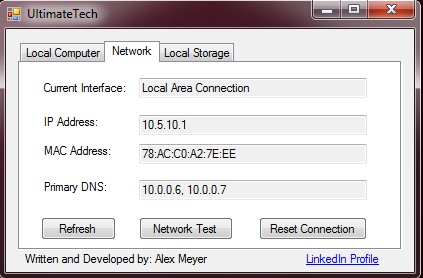 UltimateTech
Local Computer Network Local Storage
Current Interface: Local Area Connection
IP Address: 10.5.10.1
MAC Address: 78:AC:C0:A2:7E:EE
Primary DNS: 10.0.0.6, 10.0.0.7
Refresh Network Test Reset Connection
Written and Developed by: Alex Meyer LinkedIn Profile